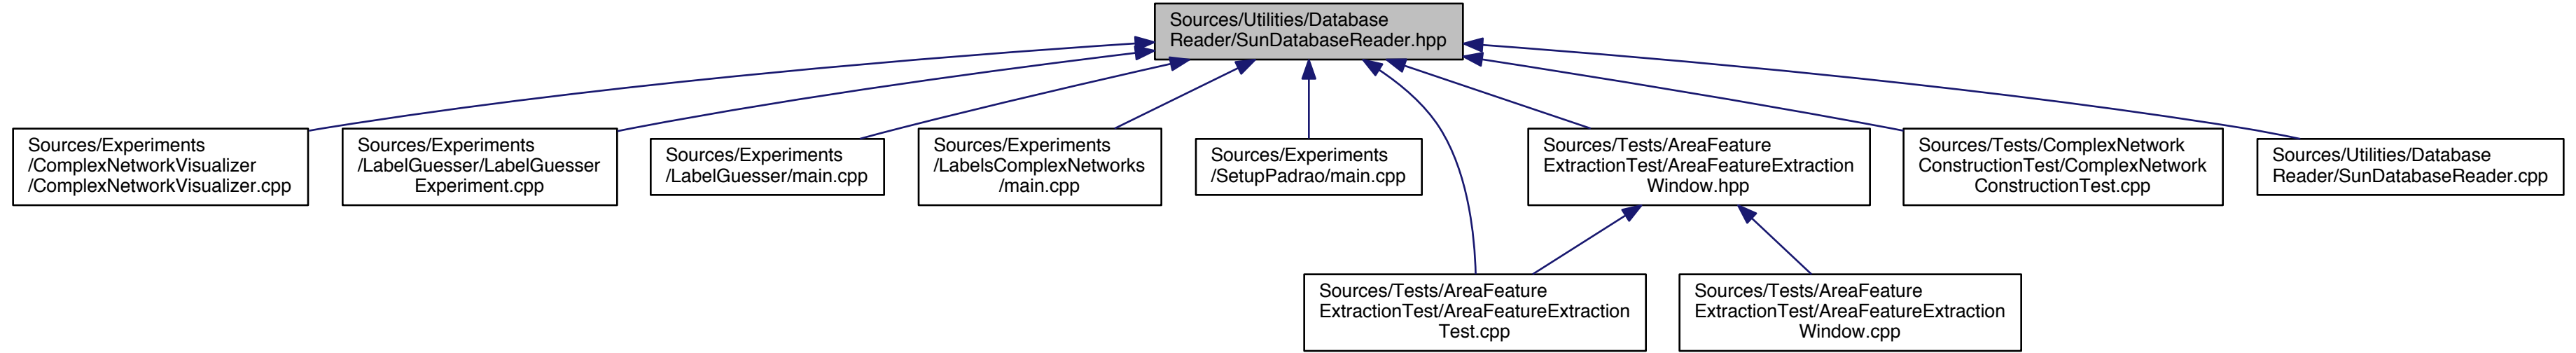 Sources/Utilities/Database
Reader/SunDatabaseReader.hpp
Sources/Experiments
/ComplexNetworkVisualizer
/ComplexNetworkVisualizer.cpp
Sources/Experiments
/LabelGuesser/LabelGuesser
Experiment.cpp
Sources/Experiments
/LabelGuesser/main.cpp
Sources/Experiments
/LabelsComplexNetworks
/main.cpp
Sources/Experiments
/SetupPadrao/main.cpp
Sources/Tests/AreaFeature
ExtractionTest/AreaFeatureExtraction
Window.hpp
Sources/Tests/ComplexNetwork
ConstructionTest/ComplexNetwork
ConstructionTest.cpp
Sources/Utilities/Database
Reader/SunDatabaseReader.cpp
Sources/Tests/AreaFeature
ExtractionTest/AreaFeatureExtraction
Test.cpp
Sources/Tests/AreaFeature
ExtractionTest/AreaFeatureExtraction
Window.cpp